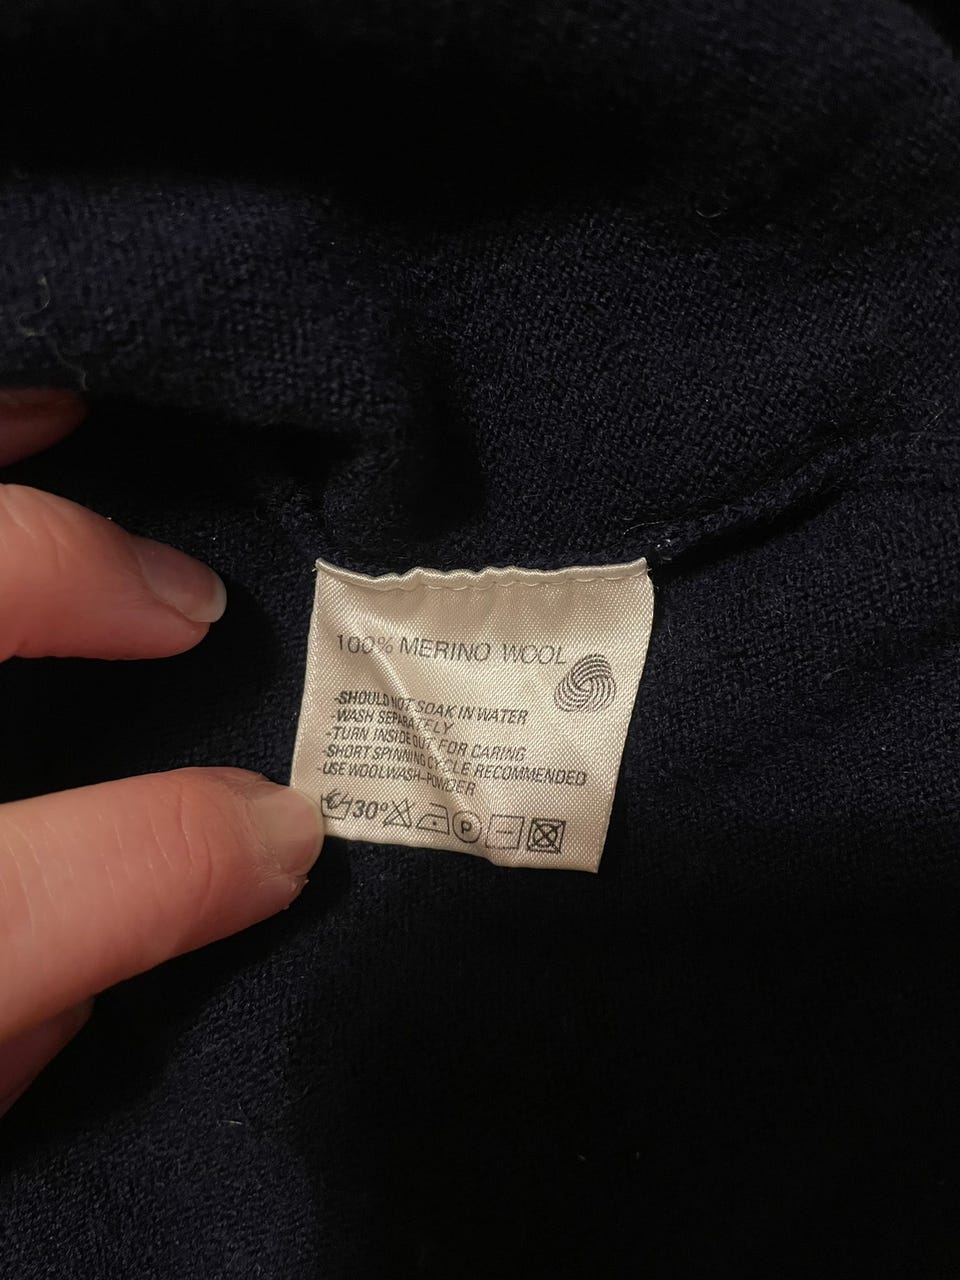 100% MERINO WOOL
-SHOULD NOT SOAK IN WATER
-WASH SEPARATELY
-TURN INSIDE OUT FOR CARING
-SHORT SPINNING CYCLE RECOMMENDED
-USE WOOLWASH-POWDER
30° P